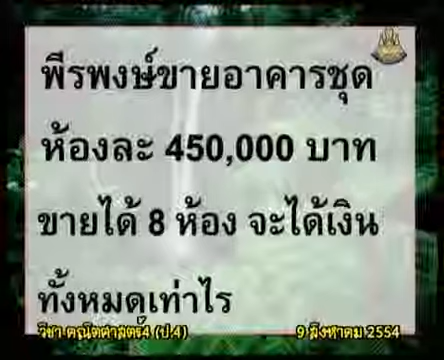 พีรพงษ์ขายอาคารชุด
ห้องละ 450,000 บาท
ขายได้ 8 ห้อง จะได้เงิน
ทั้งหมดเท่าไร
วิชา คณิตศาสตร์4 (ป.4) 9 สิงหาคม 2554